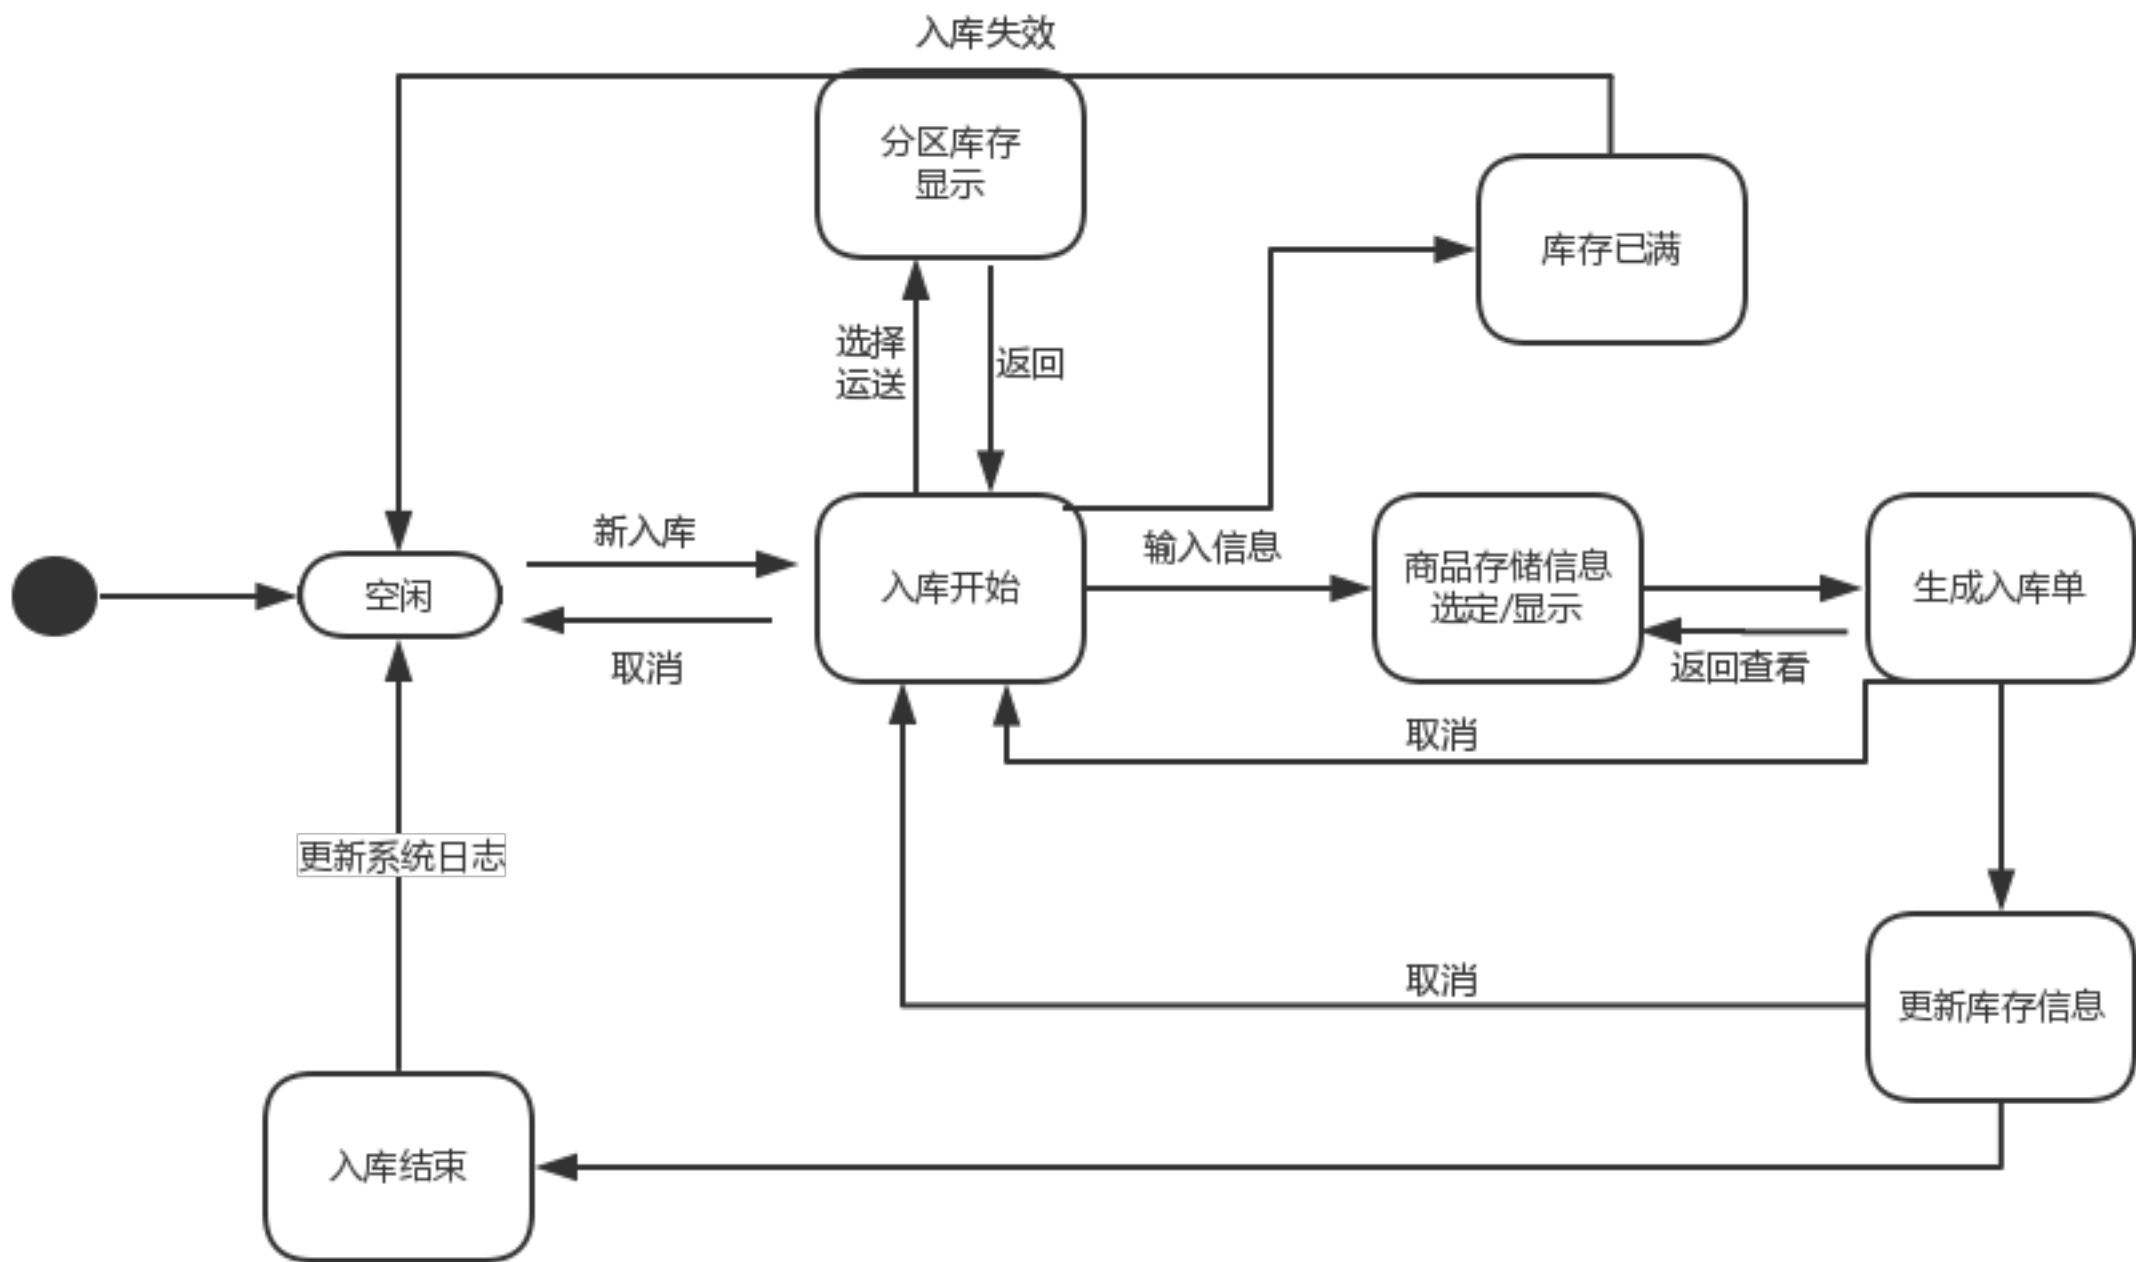 入库失效
分区库存
显示
库存已满
选择
运送
返回
新入库
输入信息
空闲
入库开始
商品存储信息
选定/显示
生成入库单
取消
返回查看
取消
更新系统日志
取消
更新库存信息
入库结束